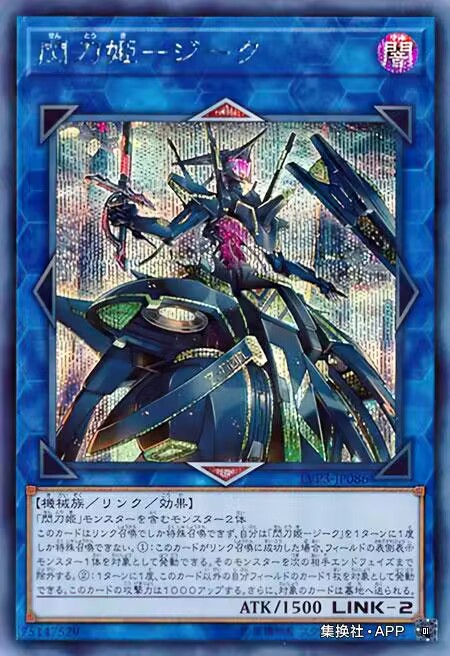 閃刀姫－ジーク
闇
LVP3-JP086
【機械族／リンク／効果】
「閃刀姫」モンスターを含むモンスター２体
このカードはリンク召喚でしか特殊召喚できず、自分は「閃刀姫－ジーク」を１ターンに１度
しか特殊召喚できない。①：このカードがリンク召喚に成功した場合、フィールドの表側表示
モンスター１体を対象として発動できる。そのモンスターを次の相手エンドフェイズまで
除外する。②：１ターンに１度、このカード以外の自分フィールドのカード１枚を対象として発動
できる。このカードの攻撃力は１０００アップする。さらに、対象のカードは墓地へ送られる。
ATK/1500 LINK-2
75147529
集換社・APP